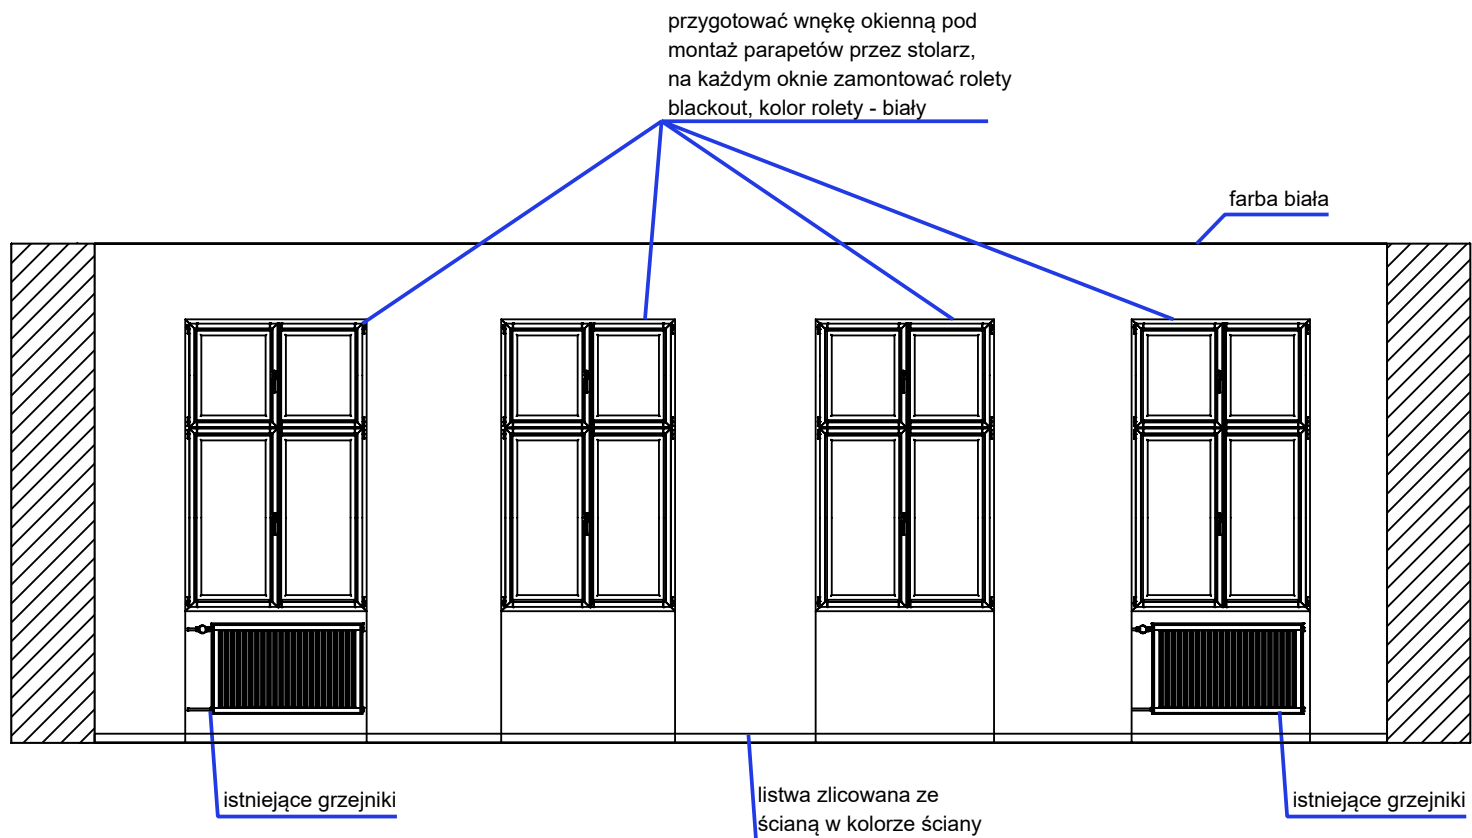 przygotować wnękę okienną pod
montaż parapetów przez stolarz,
na każdym oknie zamontować rolety
blackout, kolor rolety - biały
farba biała
istniejące grzejniki
listwa zlicowana ze
ścianą w kolorze ściany
istniejące grzejniki